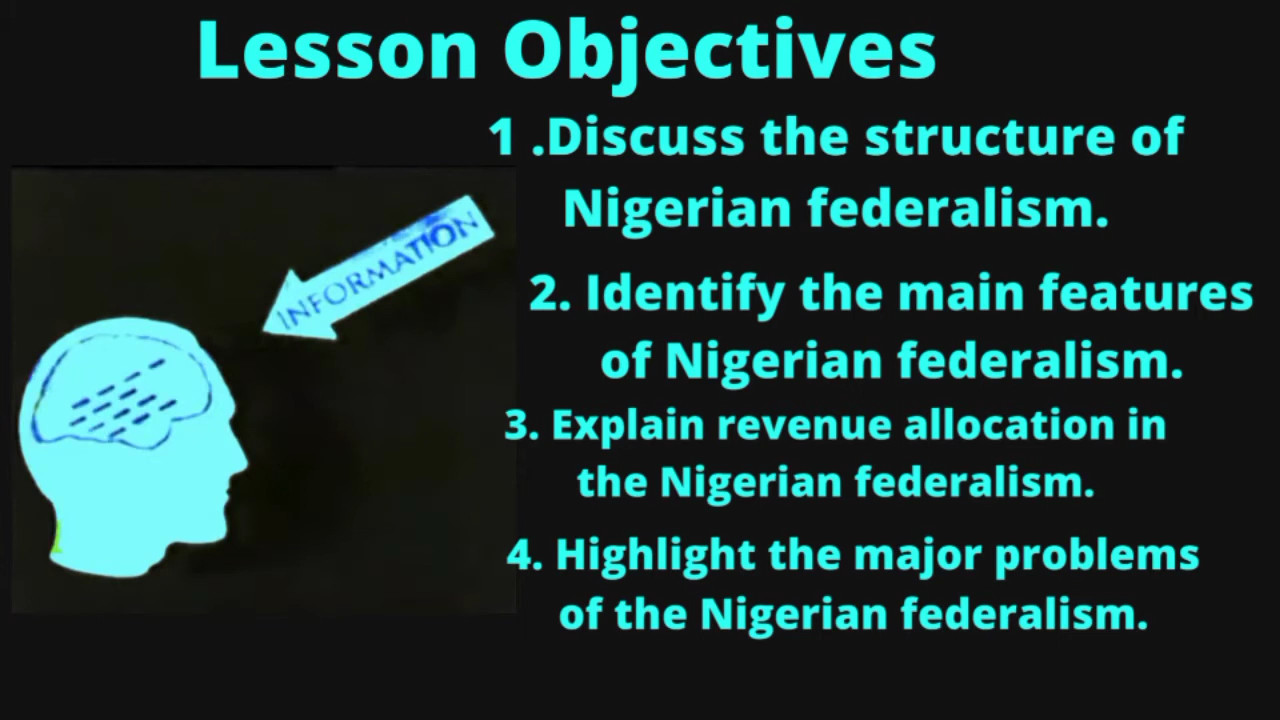 Lesson Objectives
1 .Discuss the structure of
Nigerian federalism.
INFORMATION
2. Identify the main features
of Nigerian federalism.
3. Explain revenue allocation in
the Nigerian federalism.
4. Highlight the major problems
of the Nigerian federalism.